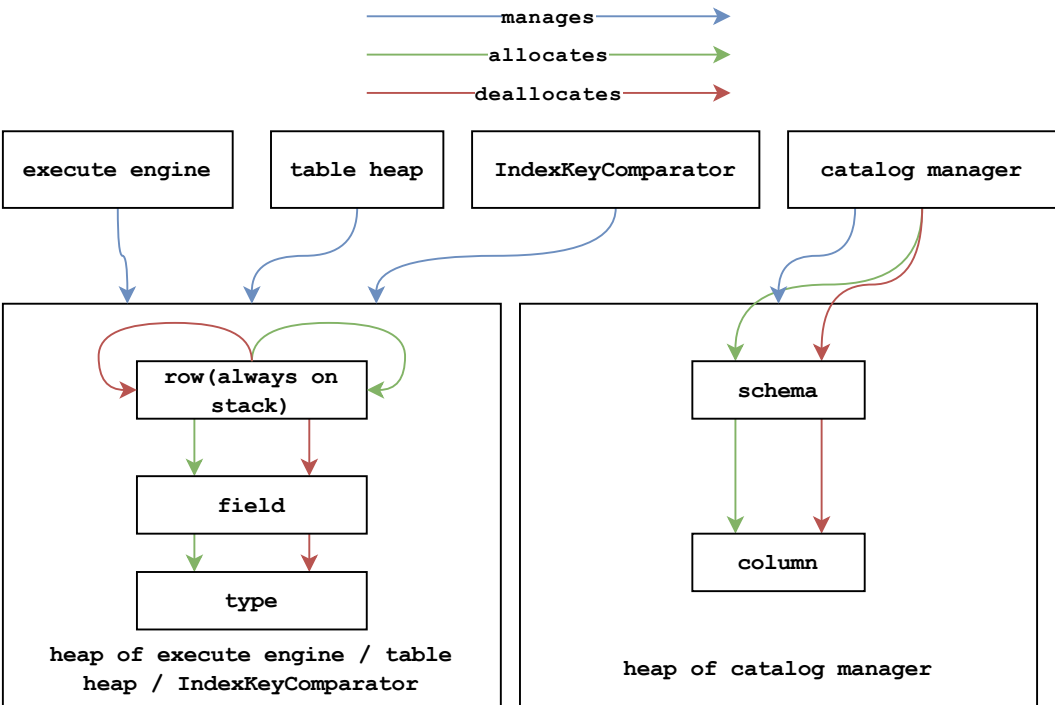 manages
allocates
deallocates
execute engine
table heap
IndexKeyComparator
catalog manager
row(always on
stack)
schema
field
column
type
heap of execute engine / table
heap / IndexKeyComparator
heap of catalog manager